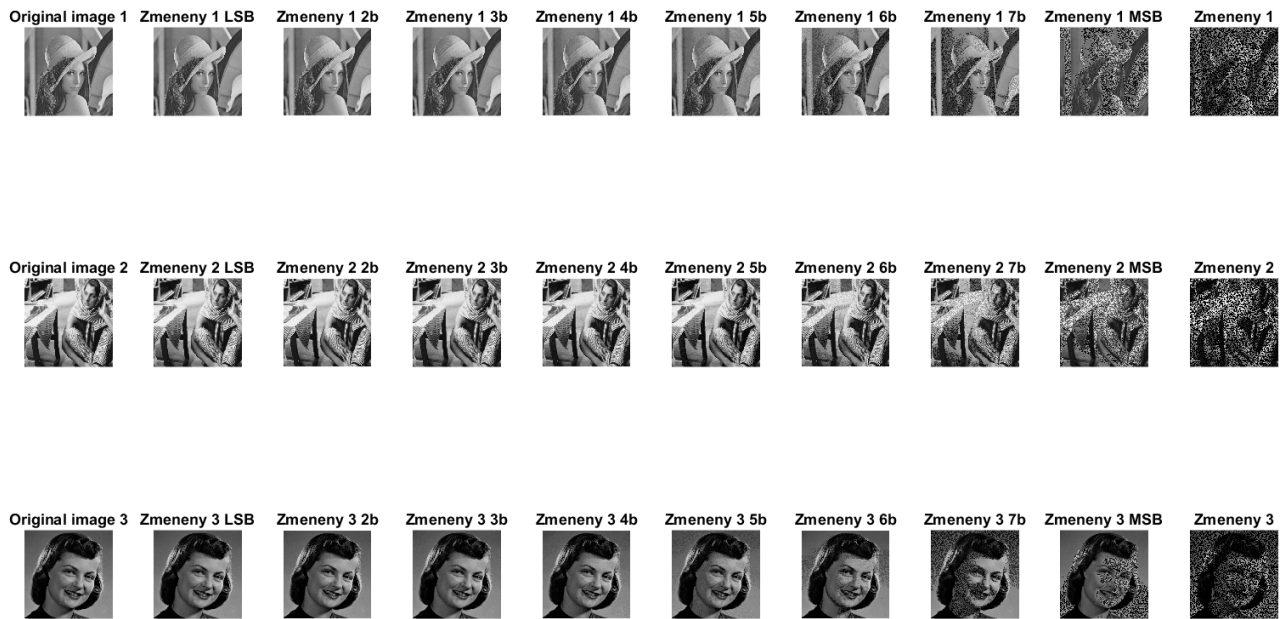 Original image 1 Zmeneny 1 LSB Zmeneny 1 2b Zmeneny 1 3b Zmeneny 1 4b Zmeneny 1 5b Zmeneny 1 6b Zmeneny 1 7b Zmeneny 1 MSB Zmeneny 1
Original image 2 Zmeneny 2 LSB Zmeneny 2 2b Zmeneny 2 3b Zmeneny 2 4b Zmeneny 2 5b Zmeneny 2 6b Zmeneny 2 7b Zmeneny 2 MSB Zmeneny 2
Original image 3 Zmeneny 3 LSB Zmeneny 3 2b Zmeneny 3 3b Zmeneny 3 4b Zmeneny 3 5b Zmeneny 3 6b Zmeneny 3 7b Zmeneny 3 MSB Zmeneny 3